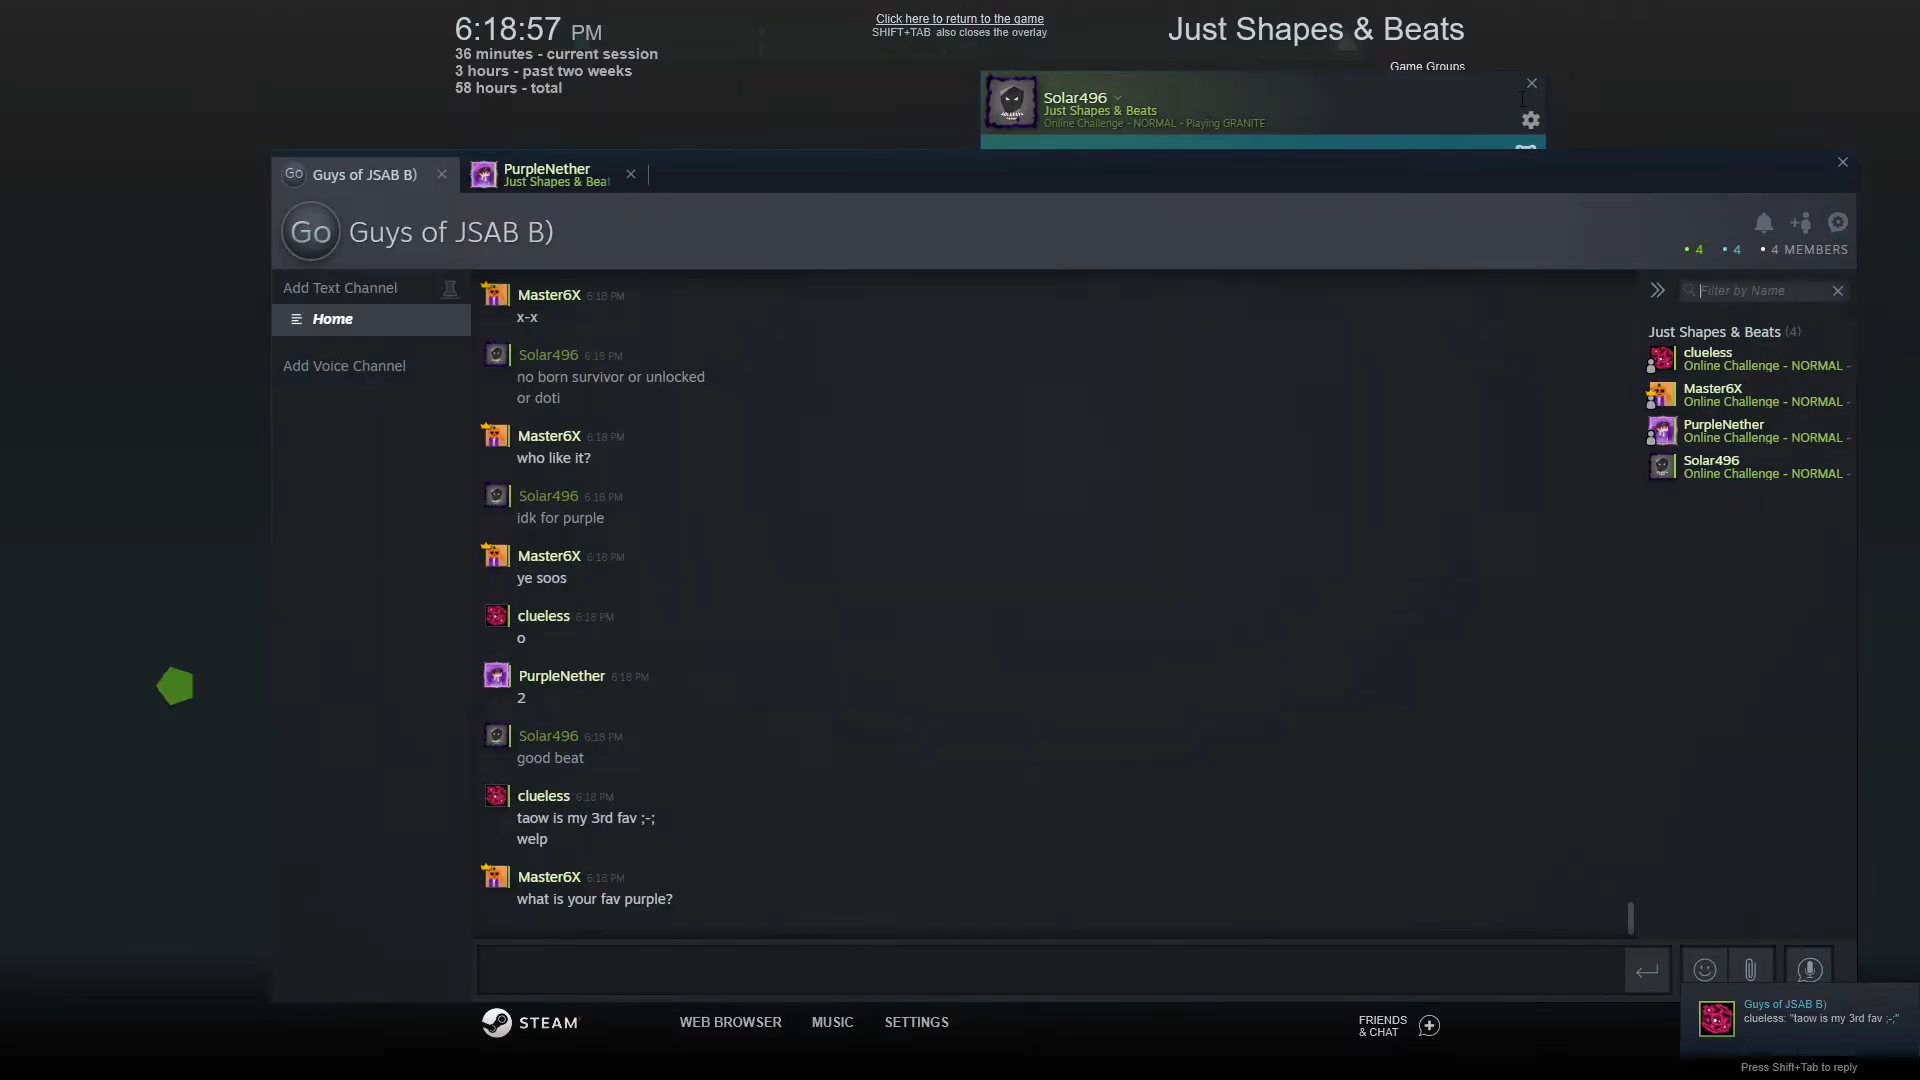 6:18:57 PM
36 minutes - current session
3 hours - past two weeks
58 hours - total
Click here to return to the game
SHIFT+TAB also closes the overlay
Just Shapes & Beats
Game Groups
Solar496
Just Shapes & Beats
Online Challenge - NORMAL - Playing GRANITE
Go Guys of JSAB B)
PurpleNether
Just Shapes & Beat
Go Guys of JSAB B)
4 4 4 MEMBERS
Add Text Channel
Home
Add Voice Channel
Master6X 6:18 PM
x-x
Solar496 6:18 PM
no born survivor or unlocked
or doti
Master6X 6:18 PM
who like it?
Solar496 6:18 PM
idk for purple
Master6X 6:18 PM
ye soos
clueless 6:18 PM
o
PurpleNether 6:18 PM
2
Solar496 6:18 PM
good beat
clueless 6:18 PM
taow is my 3rd fav ;-;
welp
Master6X 6:18 PM
what is your fav purple?
Filter by Name
Just Shapes & Beats (4)
clueless
Online Challenge - NORMAL -
Master6X
Online Challenge - NORMAL -
PurpleNether
Online Challenge - NORMAL -
Solar496
Online Challenge - NORMAL -
STEAM
WEB BROWSER
MUSIC
SETTINGS
FRIENDS
& CHAT
Guys of JSAB B)
clueless: "taow is my 3rd fav ;-;"
Press Shift+Tab to reply